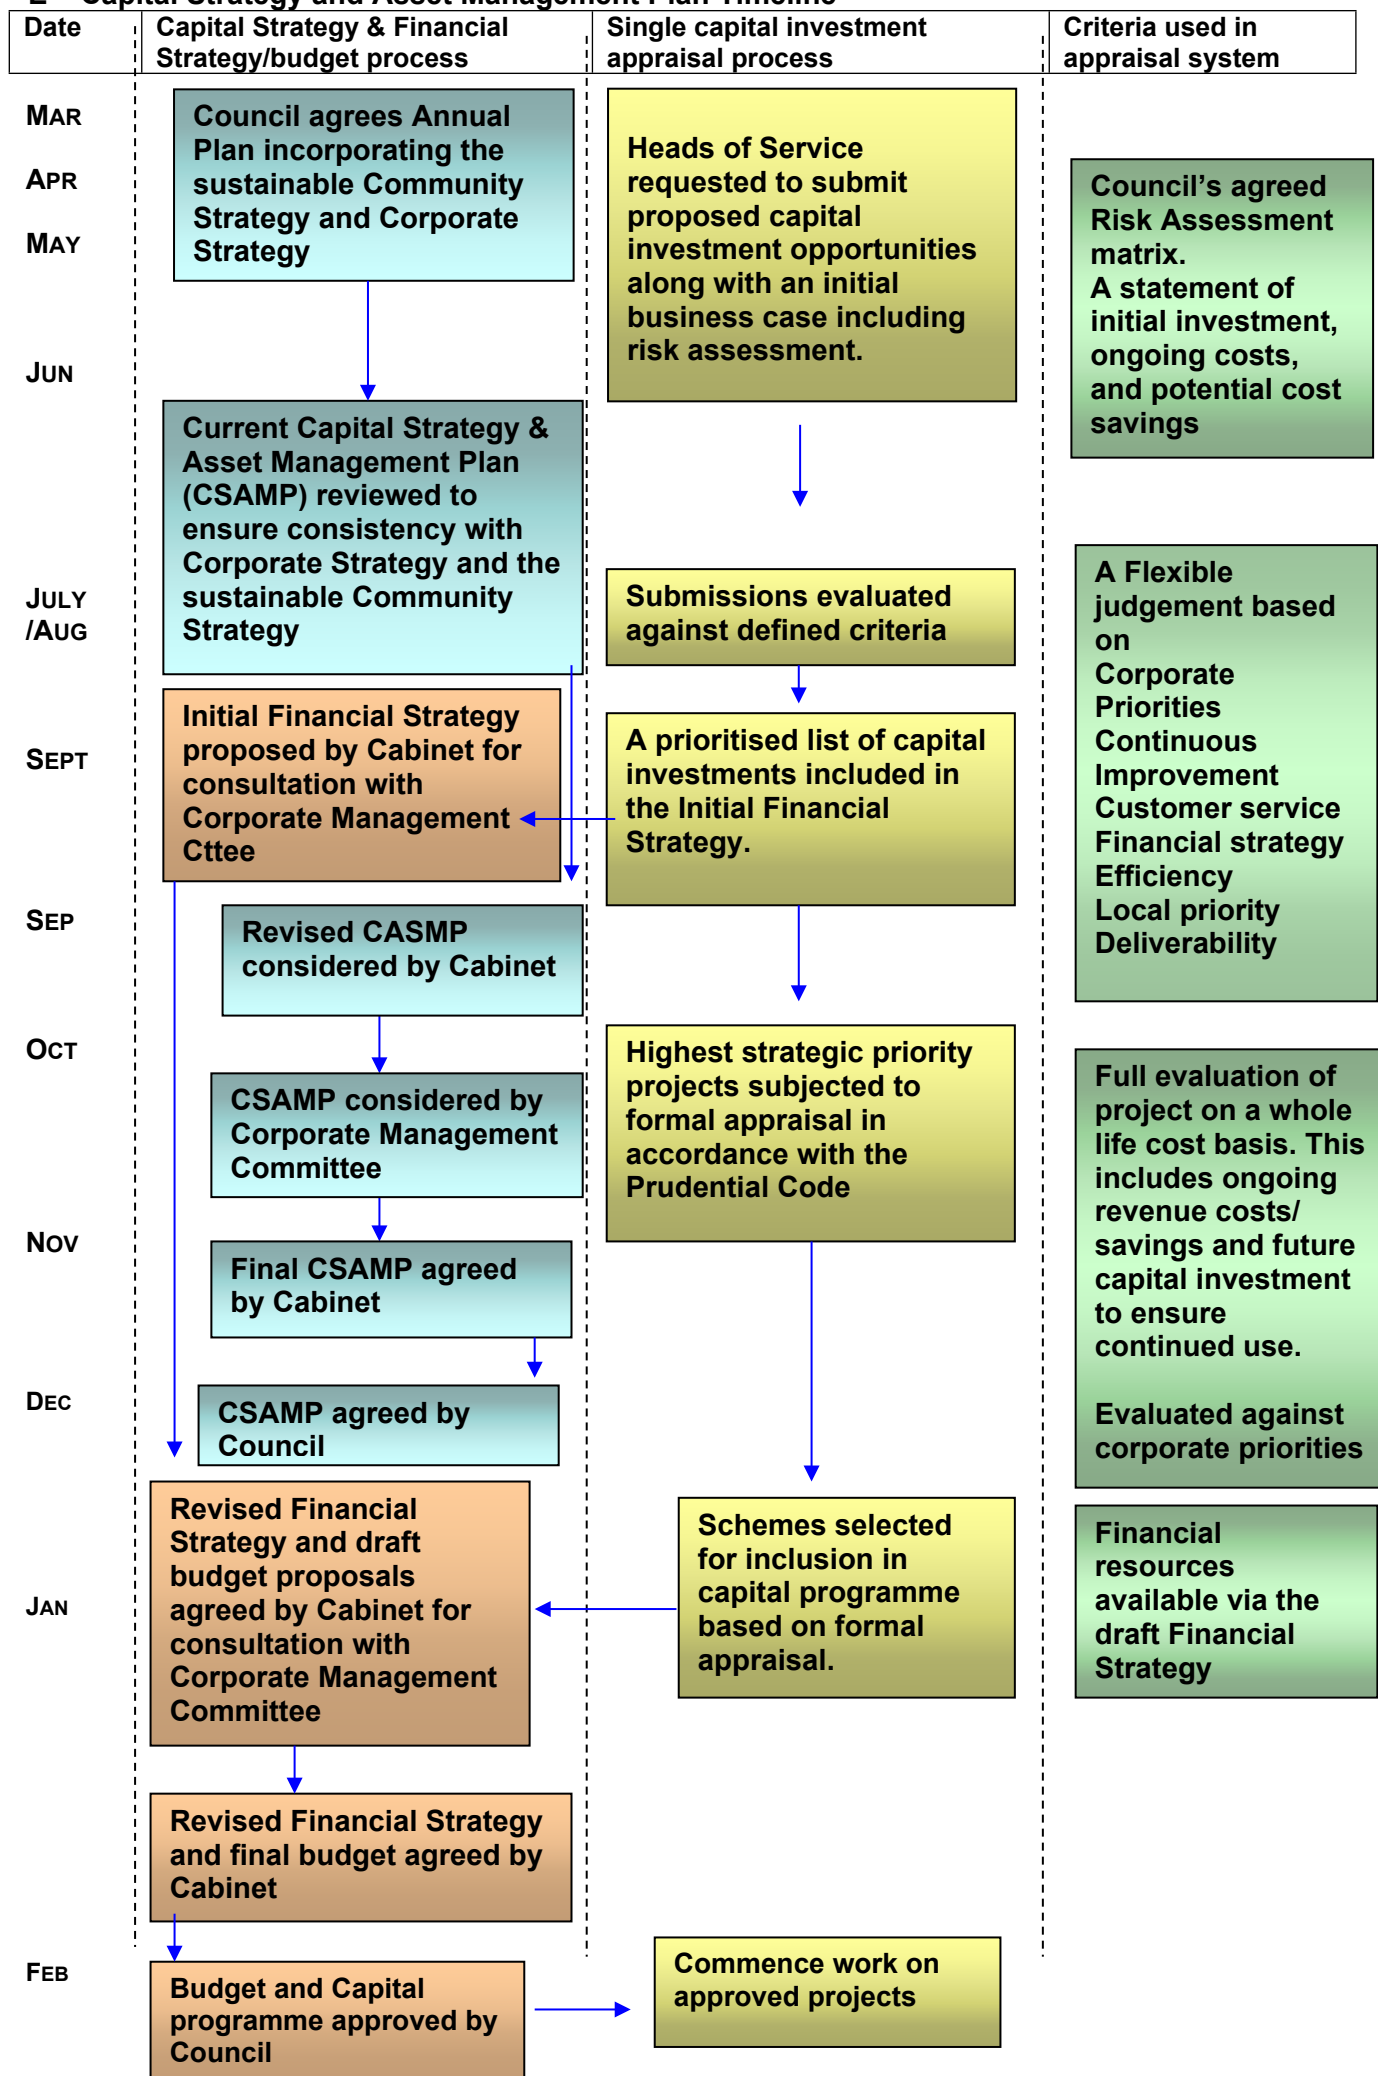 E Capital Strategy and Asset Management Plan Timeline
Date
Capital Strategy & Financial
Strategy/budget process
Single capital investment
appraisal process
Criteria used in
appraisal system
MAR
APR
MAY
JUN
JULY
/AUG
SEPT
SEP
OCT
NOV
DEC
JAN
FEB
Council agrees Annual
Plan incorporating the
sustainable Community
Strategy and Corporate
Strategy
Current Capital Strategy &
Asset Management Plan
(CSAMP) reviewed to
ensure consistency with
Corporate Strategy and the
sustainable Community
Strategy
Initial Financial Strategy
proposed by Cabinet for
consultation with
Corporate Management
Cttee
Revised CASMP
considered by Cabinet
CSAMP considered by
Corporate Management
Committee
Final CSAMP agreed
by Cabinet
CSAMP agreed by
Council
Revised Financial
Strategy and draft
budget proposals
agreed by Cabinet for
consultation with
Corporate Management
Committee
Revised Financial Strategy
and final budget agreed by
Cabinet
Budget and Capital
programme approved by
Council
Heads of Service
requested to submit
proposed capital
investment opportunities
along with an initial
business case including
risk assessment.
Submissions evaluated
against defined criteria
A prioritised list of capital
investments included in
the Initial Financial
Strategy.
Highest strategic priority
projects subjected to
formal appraisal in
accordance with the
Prudential Code
Schemes selected
for inclusion in
capital programme
based on formal
appraisal.
Commence work on
approved projects
Council’s agreed
Risk Assessment
matrix.
A statement of
initial investment,
ongoing costs,
and potential cost
savings
A Flexible
judgement based
on
Corporate
Priorities
Continuous
Improvement
Customer service
Financial strategy
Efficiency
Local priority
Deliverability
Full evaluation of
project on a whole
life cost basis. This
includes ongoing
revenue costs/
savings and future
capital investment
to ensure
continued use.
Evaluated against
corporate priorities
Financial
resources
available via the
draft Financial
Strategy